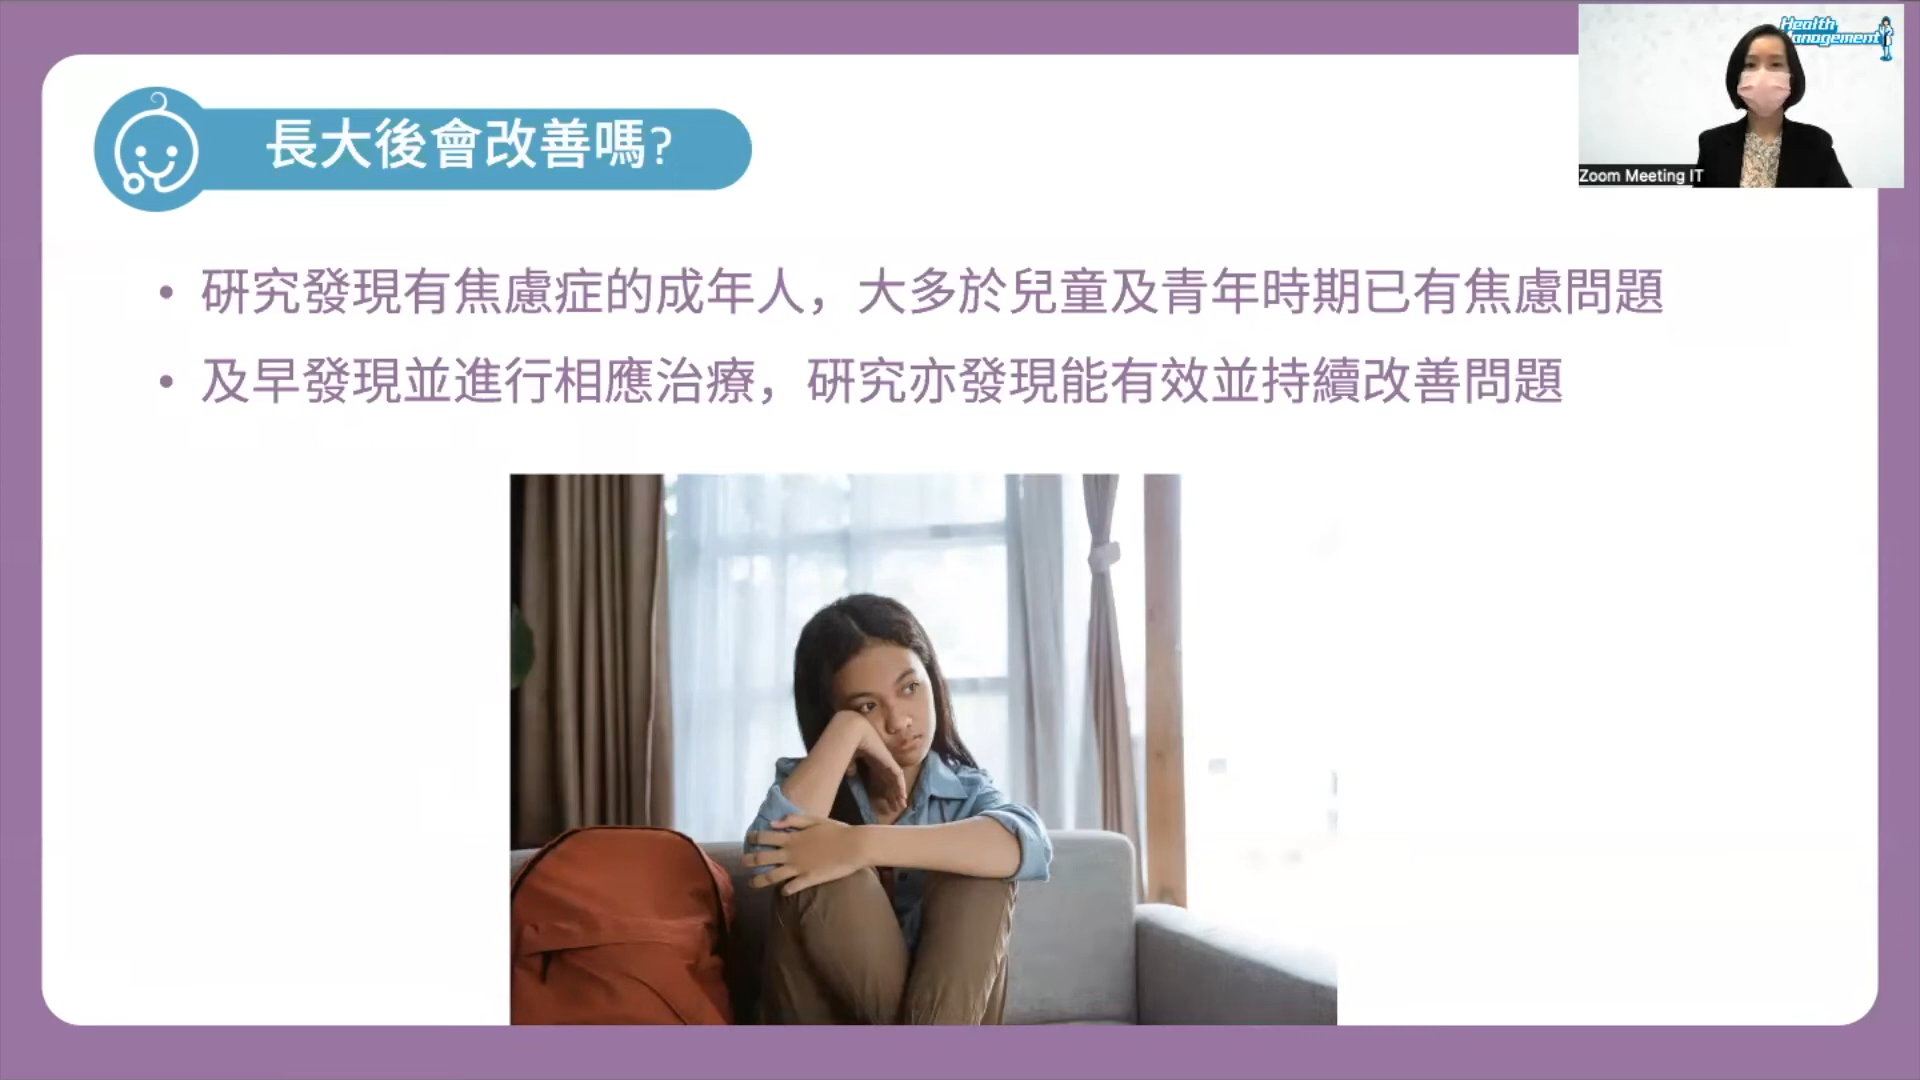 長大後會改善嗎?
Health
Management
Zoom Meeting IT
• 研究發現有焦慮症的成年人，大多於兒童及青年時期已有焦慮問題
• 及早發現並進行相應治療，研究亦發現能有效並持續改善問題